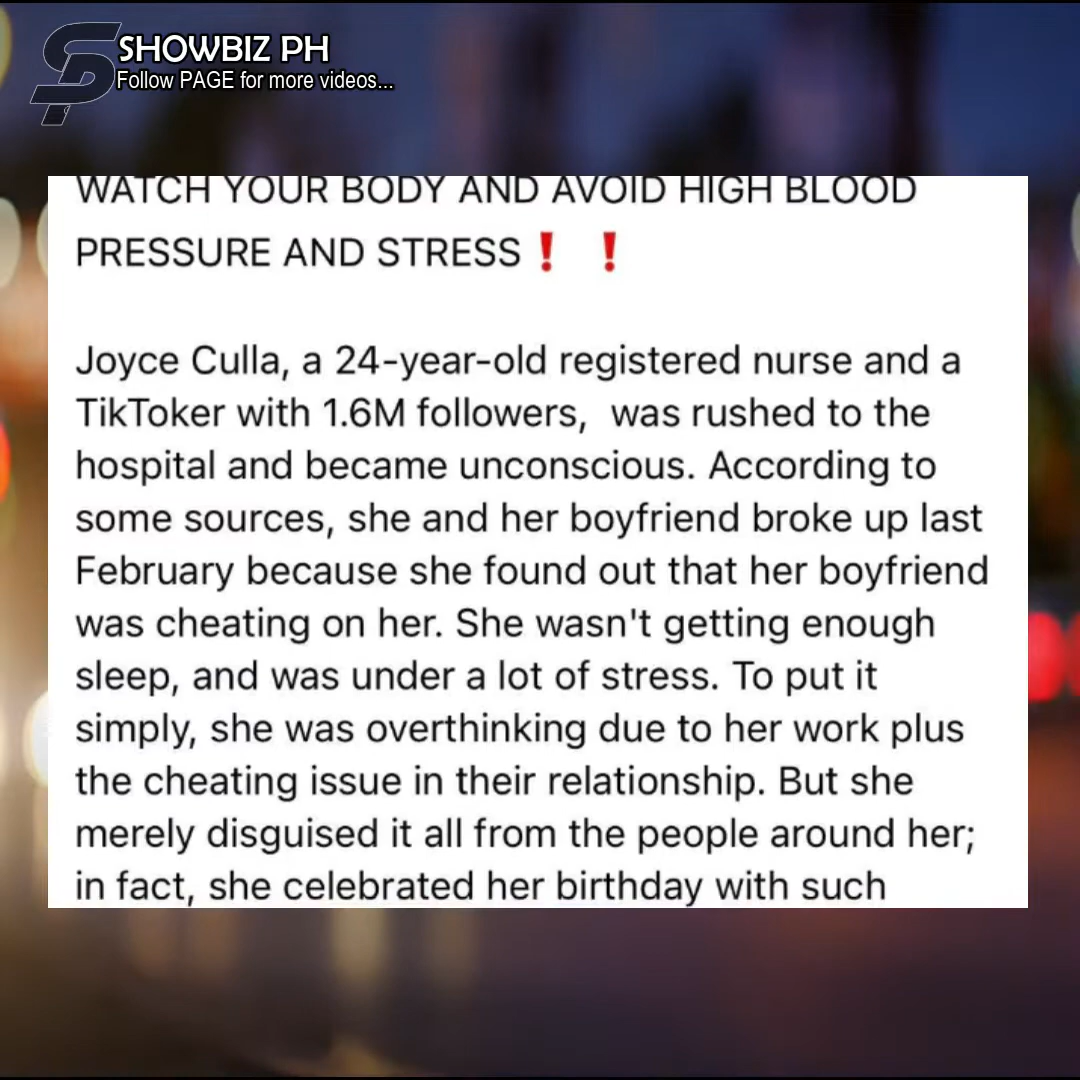 SHOWBIZ PH
Follow PAGE for more videos...
WATCH YOUR BODY AND AVOID HIGH BLOOD
PRESSURE AND STRESS❗ ❗
Joyce Culla, a 24-year-old registered nurse and a
TikToker with 1.6M followers,  was rushed to the
hospital and became unconscious. According to
some sources, she and her boyfriend broke up last
February because she found out that her boyfriend
was cheating on her. She wasn't getting enough
sleep, and was under a lot of stress. To put it
simply, she was overthinking due to her work plus
the cheating issue in their relationship. But she
merely disguised it all from the people around her;
in fact, she celebrated her birthday with such